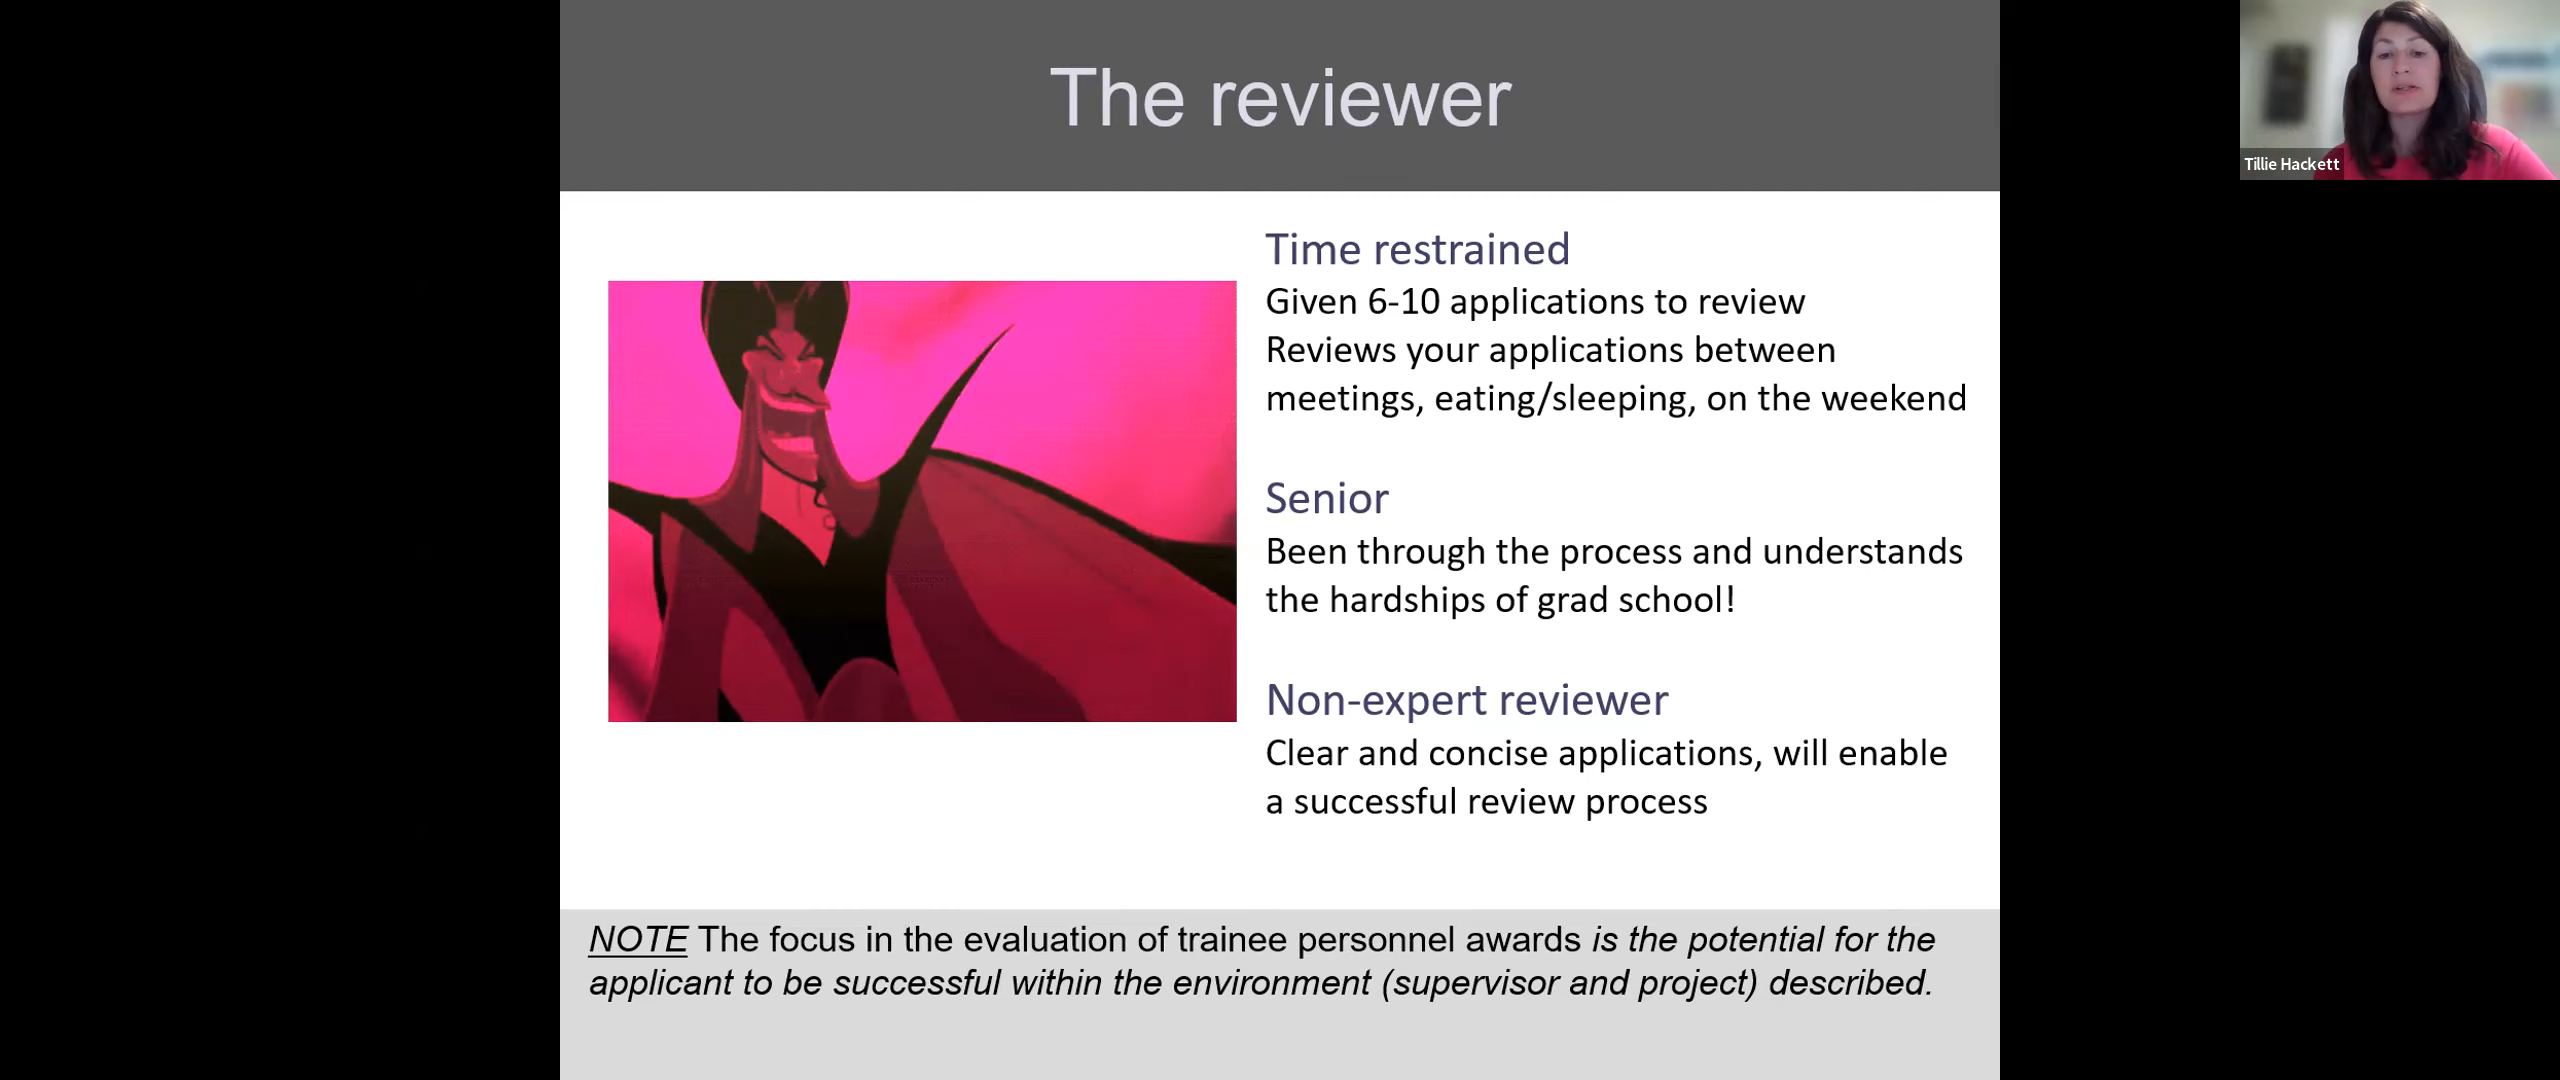 The reviewer
Tillie Hackett
Time restrained
Given 6-10 applications to review
Reviews your applications between
meetings, eating/sleeping, on the weekend
Senior
Been through the process and understands
the hardships of grad school!
Non-expert reviewer
Clear and concise applications, will enable
a successful review process
NOTE The focus in the evaluation of trainee personnel awards is the potential for the
applicant to be successful within the environment (supervisor and project) described.